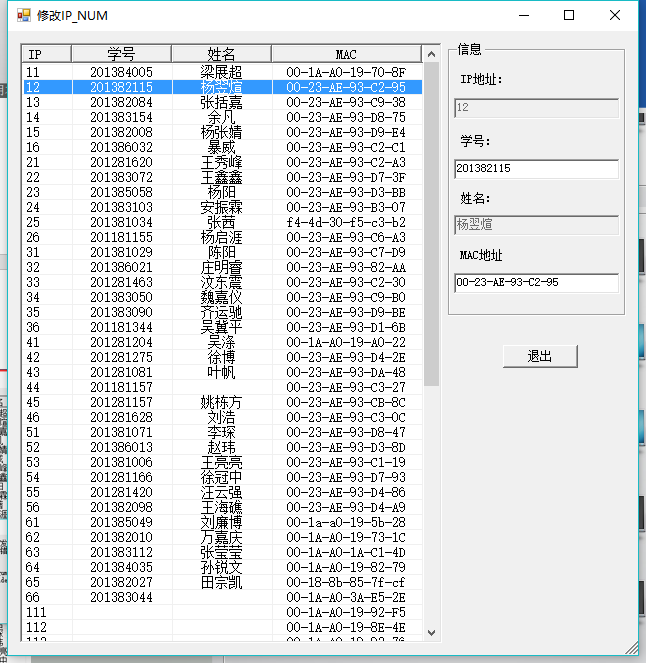 修改IP_NUM
IP 学号 姓名 MAC
11 201384005 梁展超 00-1A-A0-19-70-8F
12 201382115 杨翌煊 00-23-AE-93-C2-95
13 201382084 张括嘉 00-23-AE-93-C9-38
14 201383154 余凡 00-23-AE-93-D8-75
15 201382008 杨张婧 00-23-AE-93-D9-E4
16 201386032 暴威 00-23-AE-93-C2-C1
21 201281620 王秀峰 00-23-AE-93-C2-A3
22 201383072 王鑫鑫 00-23-AE-93-D7-3F
23 201385058 杨阳 00-23-AE-93-D3-BB
24 201383103 安振霖 00-23-AE-93-B3-07
25 201381034 张茜 f4-4d-30-f5-c3-b2
26 201181155 杨启涯 00-23-AE-93-C6-A3
31 201381029 陈阳 00-23-AE-93-C7-D9
32 201386021 庄明睿 00-23-AE-93-82-AA
33 201281463 汶东震 00-23-AE-93-C2-30
34 201383050 魏嘉仪 00-23-AE-93-C9-B0
35 201383090 齐运驰 00-23-AE-93-D9-BE
36 201181344 吴冀平 00-23-AE-93-D1-6B
41 201281204 吴涤 00-1A-A0-19-A0-22
42 201281275 徐博 00-23-AE-93-D4-2E
43 201281081 叶帆 00-23-AE-93-DA-48
44 201181157 00-23-AE-93-C3-27
45 201281157 姚栋方 00-23-AE-93-CB-8C
46 201281628 刘浩 00-23-AE-93-C3-0C
51 201381071 李琛 00-23-AE-93-D8-47
52 201386013 赵玮 00-23-AE-93-D3-8D
53 201381006 王亮亮 00-23-AE-93-C1-19
54 201281166 徐冠中 00-23-AE-93-D7-93
55 201281420 汪云强 00-23-AE-93-D4-86
56 201382098 王海礁 00-23-AE-93-D4-A9
61 201385049 刘廉博 00-1a-a0-19-5b-28
62 201382010 万嘉庆 00-1A-A0-19-73-1C
63 201383112 张莹莹 00-1A-A0-1A-C1-4D
64 201384035 孙锐文 00-1A-A0-19-82-79
65 201382027 田宗凯 00-18-8b-85-7f-cf
66 201383044 00-1A-A0-3A-E5-2E
111 00-1A-A0-19-92-F5
112 00-1A-A0-19-8E-4E
信息
IP地址:
12
学号:
201382115
姓名:
杨翌煊
MAC地址
00-23-AE-93-C2-95
退出